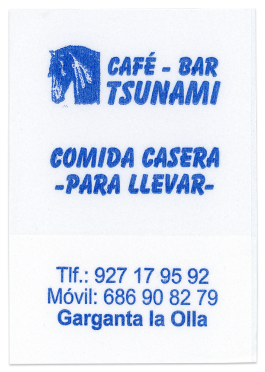 CAFÉ - BAR
TSUNAMI
COMIDA CASERA
-PARA LLEVAR-
Tlf.: 927 17 95 92
Móvil: 686 90 82 79
Garganta la Olla